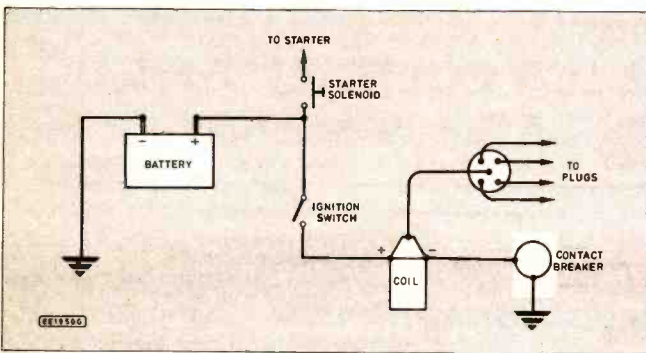 TO STARTER
STARTER
SOLENOID
-
+
BATTERY
TO
PLUGS
IGNITION
SWITCH
+
-
COIL
CONTACT
BREAKER
EE1950G